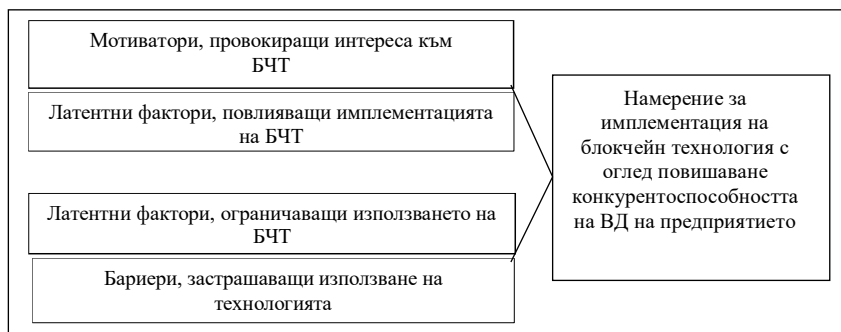 Мотиватори, провокиращи интереса към
БЧТ
Латентни фактори, повлияващи имплементацията
на БЧТ
Латентни фактори, ограничаващи използването на
БЧТ
Бариери, застрашаващи използване на
технологията
Намерение за
имплементация на
блокчейн технология с
оглед повишаване
конкурентоспособността
на ВД на предприятието